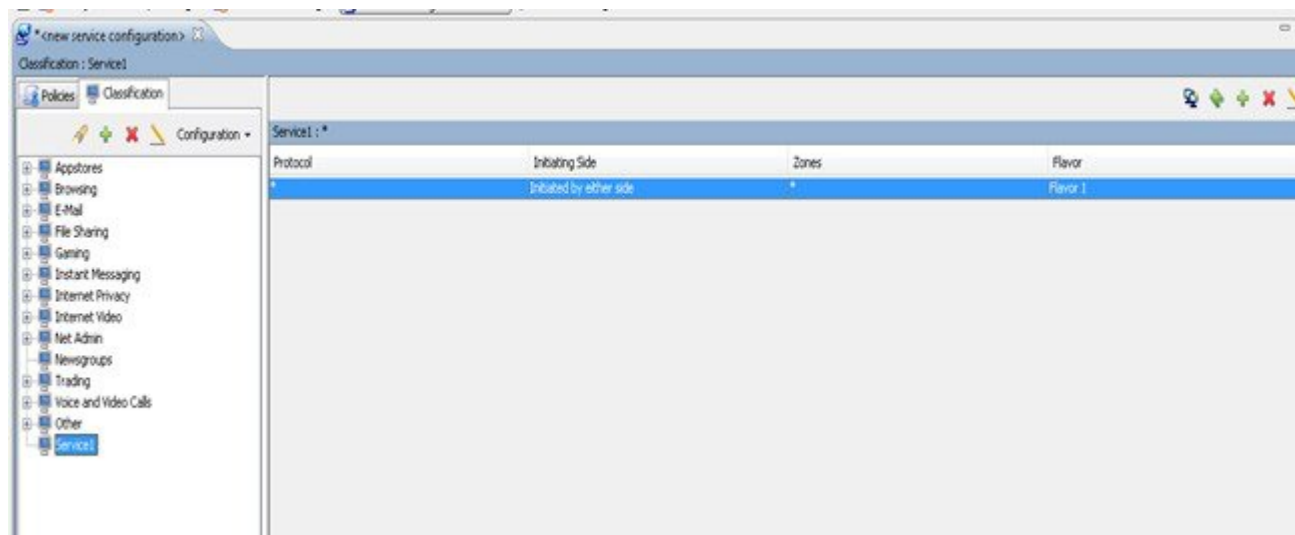 * <new service configuration>
Classification : Service1
Policies
Classification
Configuration
Service1 : *
Protocol
Initiating Side
Zones
Flavor
*
Initiated by either side
*
Flavor 1
Appstores
Browsing
E-Mail
File Sharing
Gaming
Instant Messaging
Internet Privacy
Internet Video
Net Admin
Newsgroups
Trading
Voice and Video Calls
Other
Service1